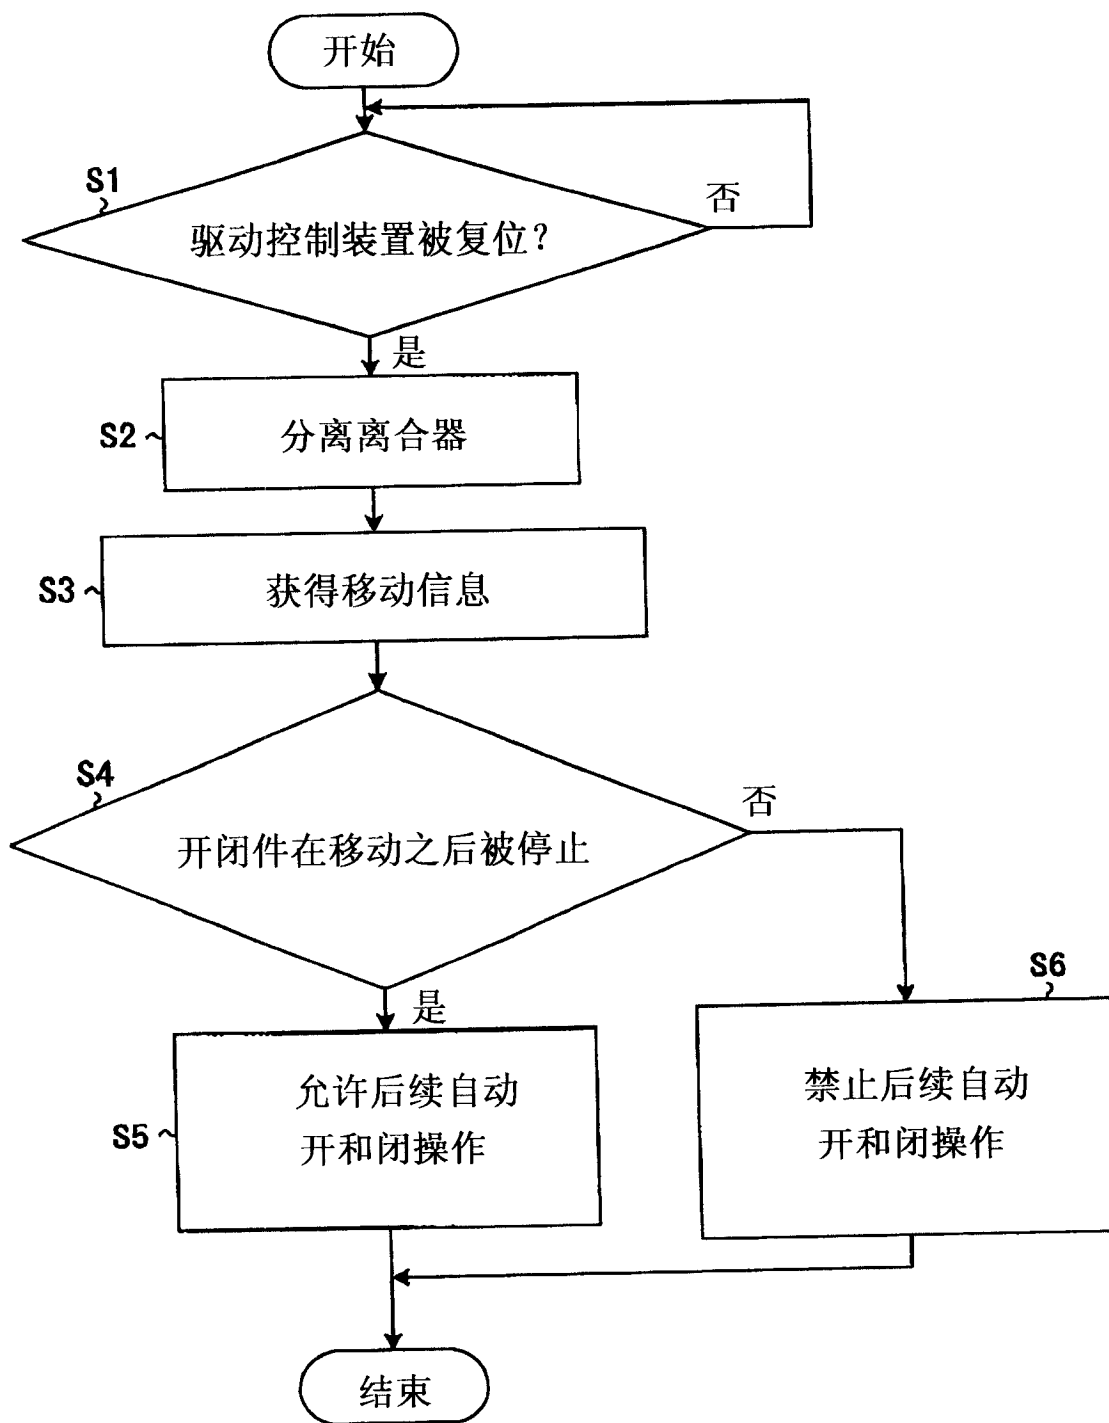 开始
S1
否
驱动控制装置被复位?
是
S2
分离离合器
S3
获得移动信息
S4
否
开闭件在移动之后被停止
是
S6
S5
允许后续自动
开和闭操作
禁止后续自动
开和闭操作
结束